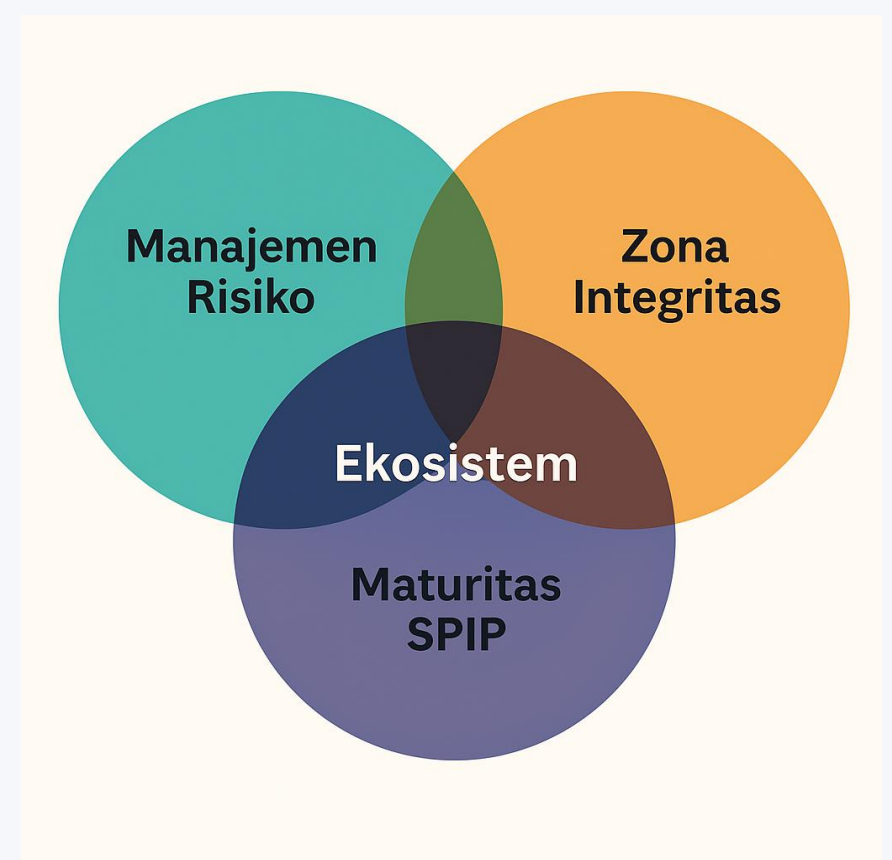 Manajemen
Risiko
Zona
Integritas
Ekosistem
Maturitas
SPIP